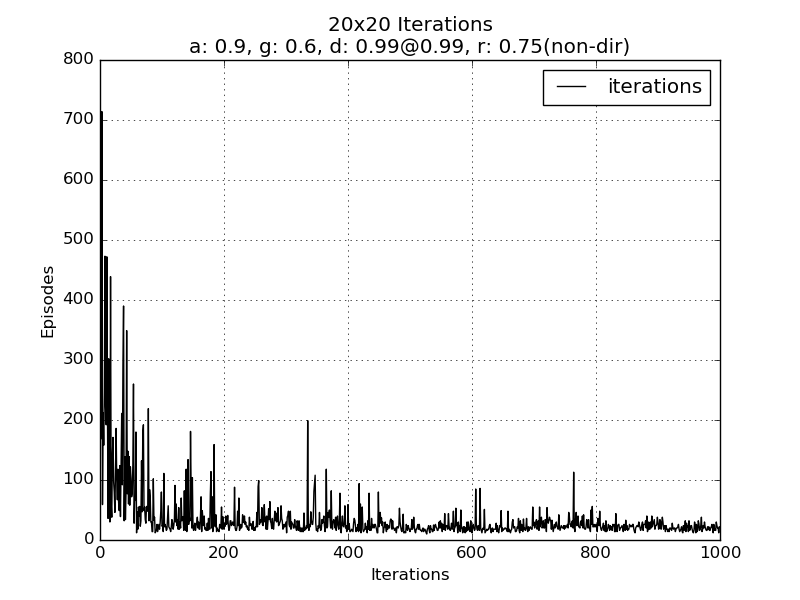 20x20 Iterations
a: 0.9, g: 0.6, d: 0.99@0.99, r: 0.75(non-dir)
iterations
800
700
600
500
400
300
200
100
0
Episodes
0 200 400 600 800 1000
Iterations